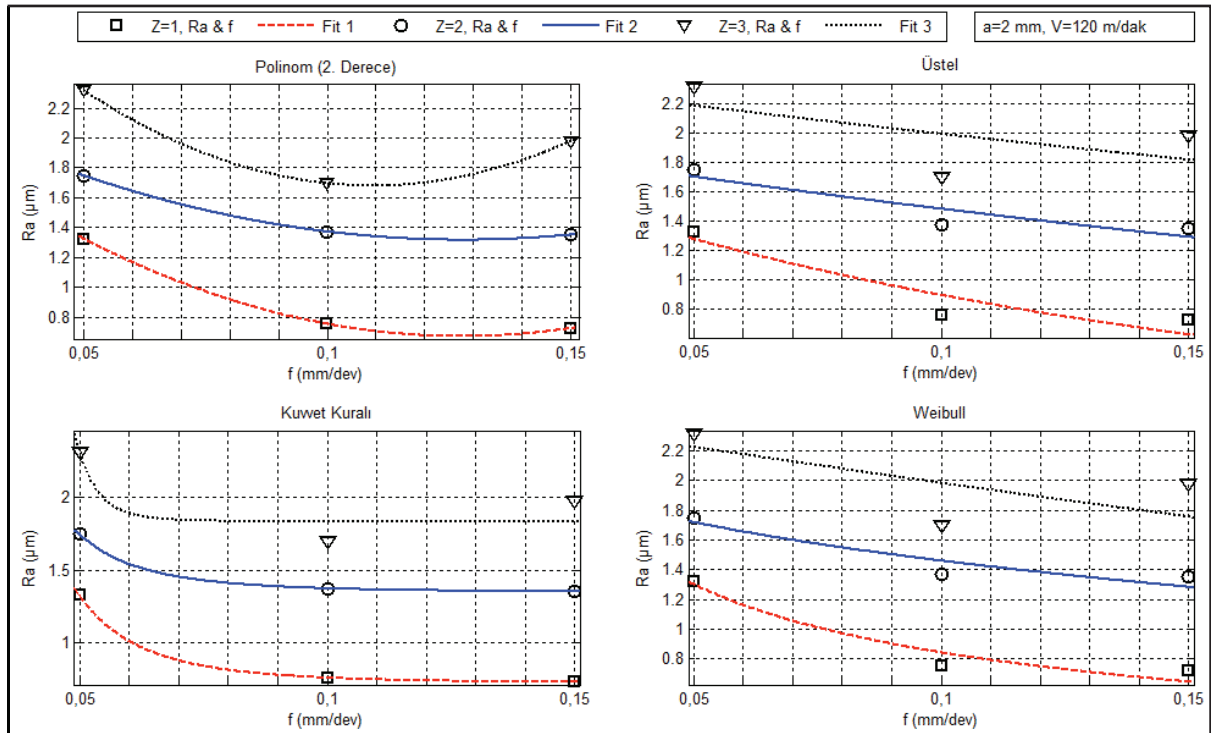 Z=1, Ra & f Fit 1 Z=2, Ra & f Fit 2 Z=3, Ra & f Fit 3 a=2 mm, V=120 m/dak
Polinom (2. Derece)
2.2
2
1.8
1.6
1.4
1.2
1
0.8
Ra (µm)
0,05 0,1 0,15
f (mm/dev)
Üstel
2.2
2
1.8
1.6
1.4
1.2
1
0.8
Ra (µm)
0,05 0,1 0,15
f (mm/dev)
Kuvvet Kuralı
2
1.5
1
Ra (µm)
0,05 0,1 0,15
f (mm/dev)
Weibull
2.2
2
1.8
1.6
1.4
1.2
1
0.8
Ra (µm)
0,05 0,1 0,15
f (mm/dev)